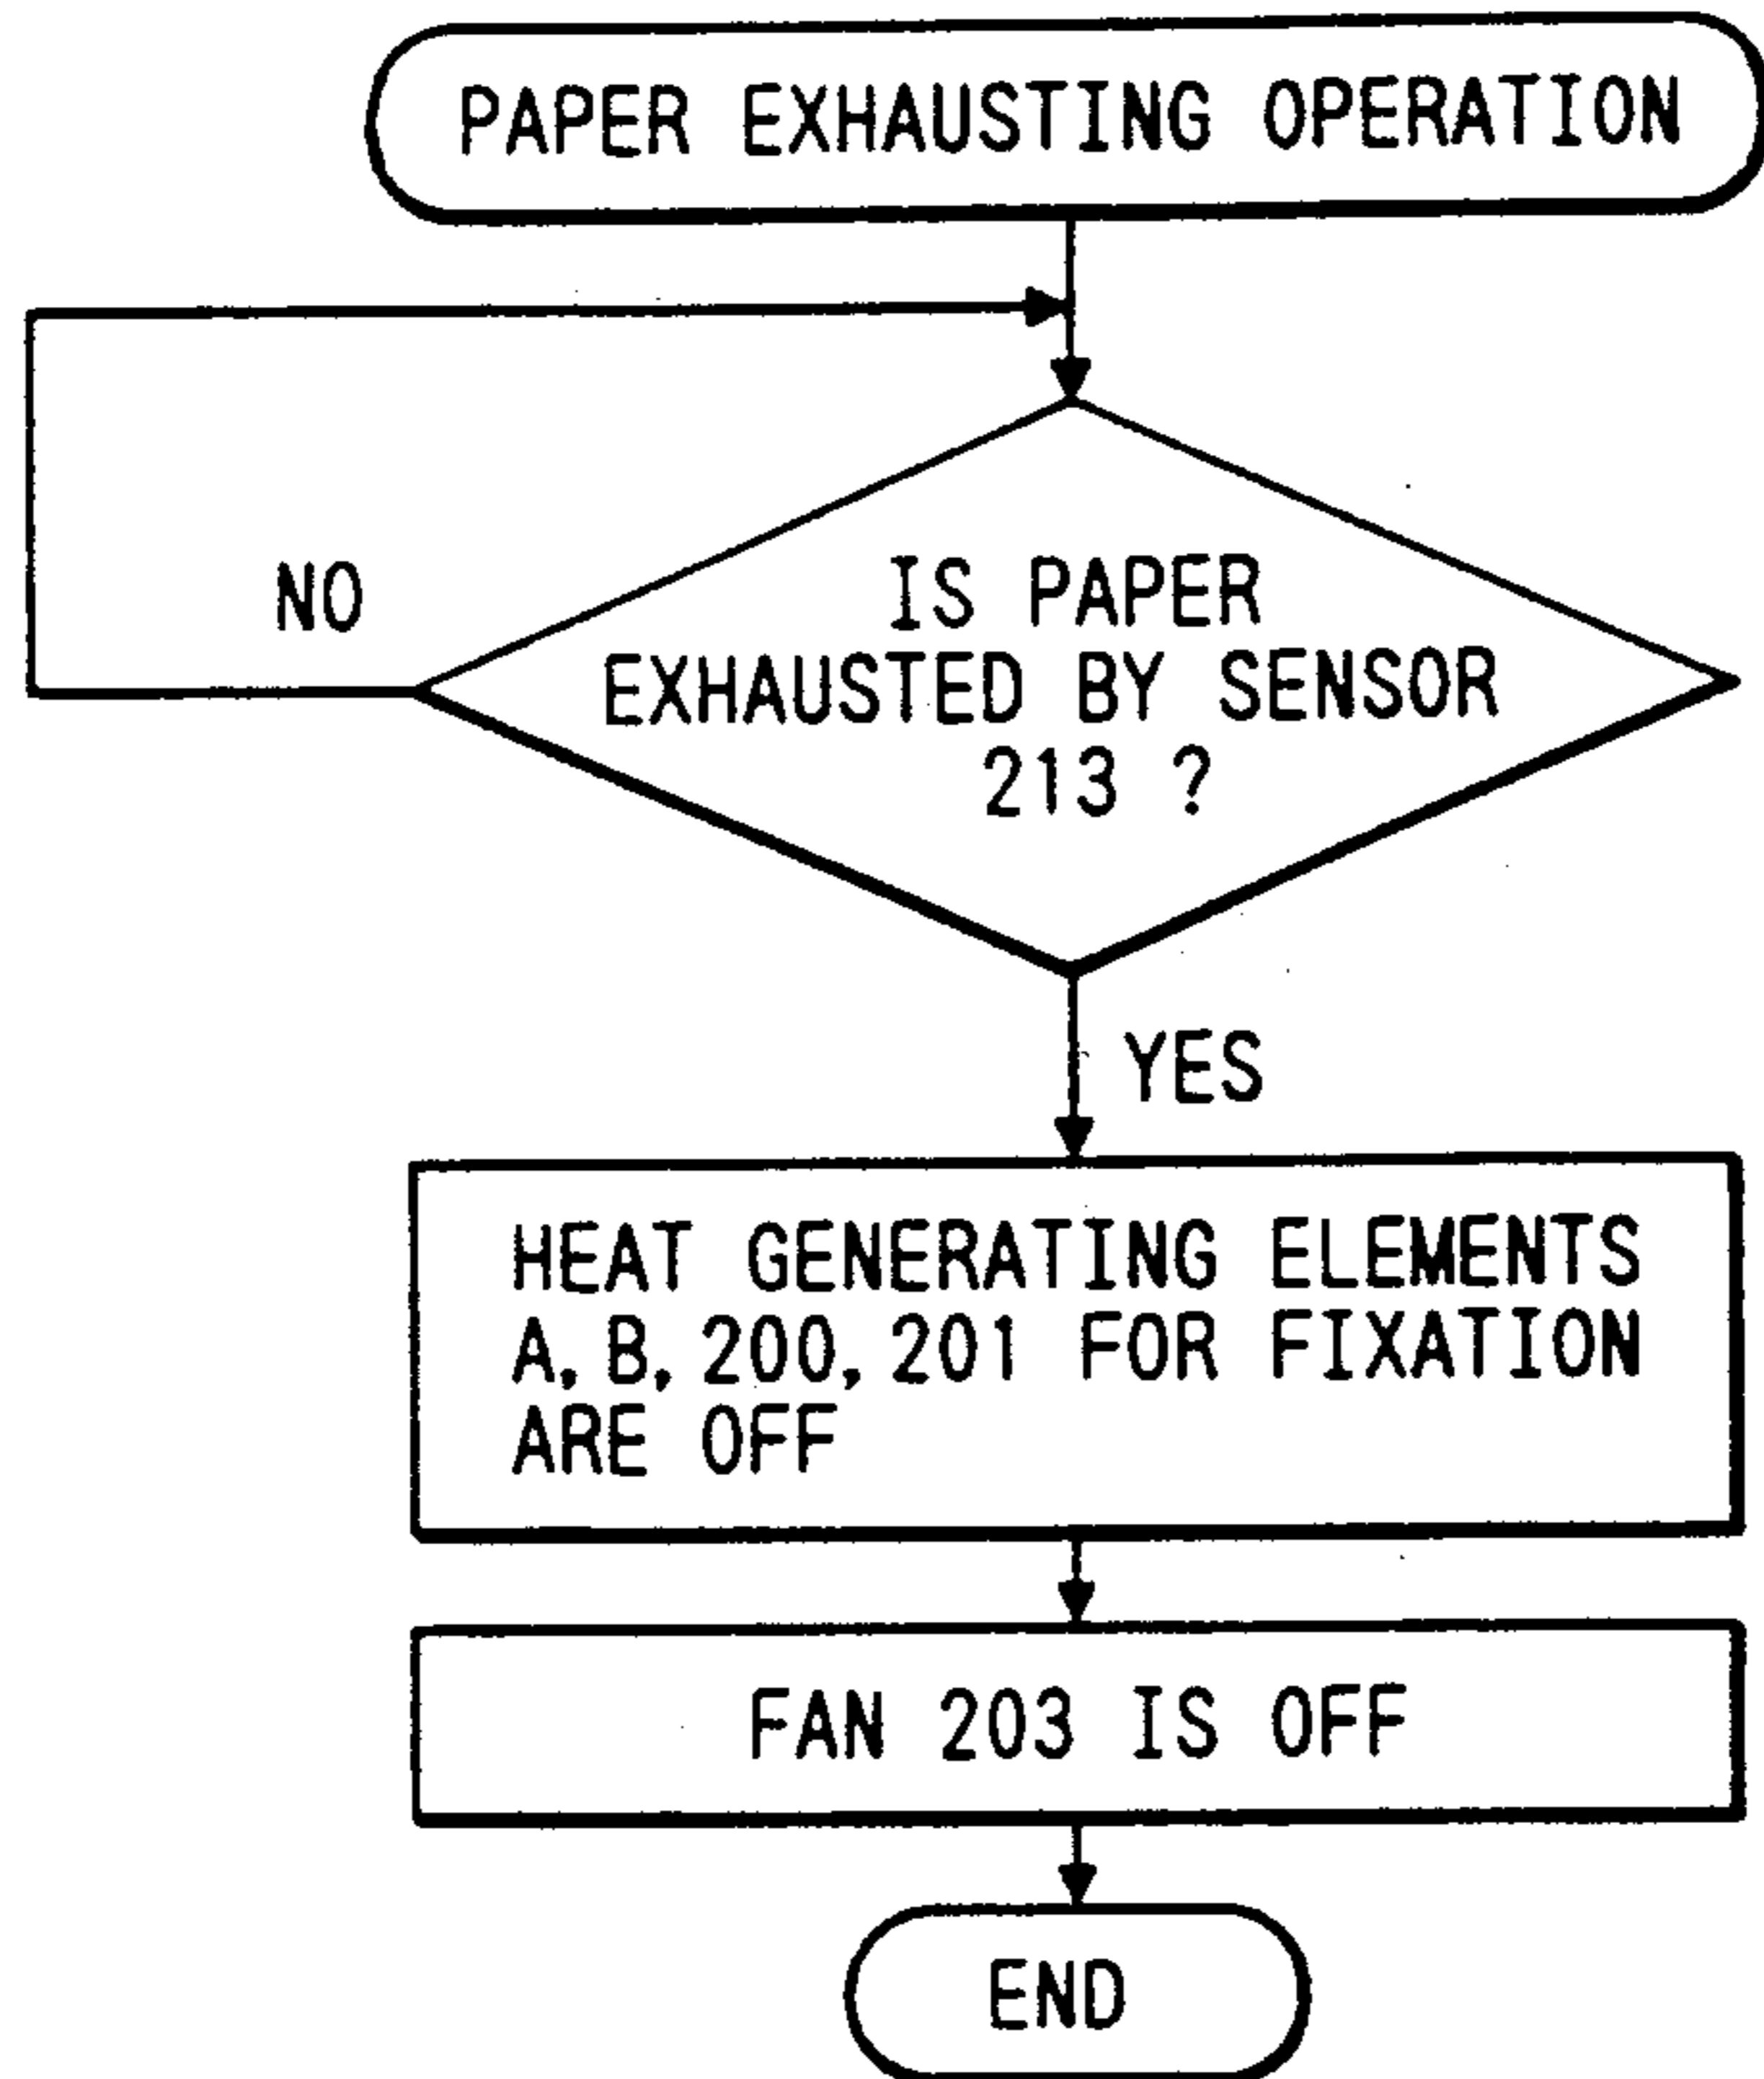 PAPER EXHAUSTING OPERATION
NO
IS PAPER
EXHAUSTED BY SENSOR
213 ?
YES
HEAT GENERATING ELEMENTS
A, B, 200, 201 FOR FIXATION
ARE OFF
FAN 203 IS OFF
END